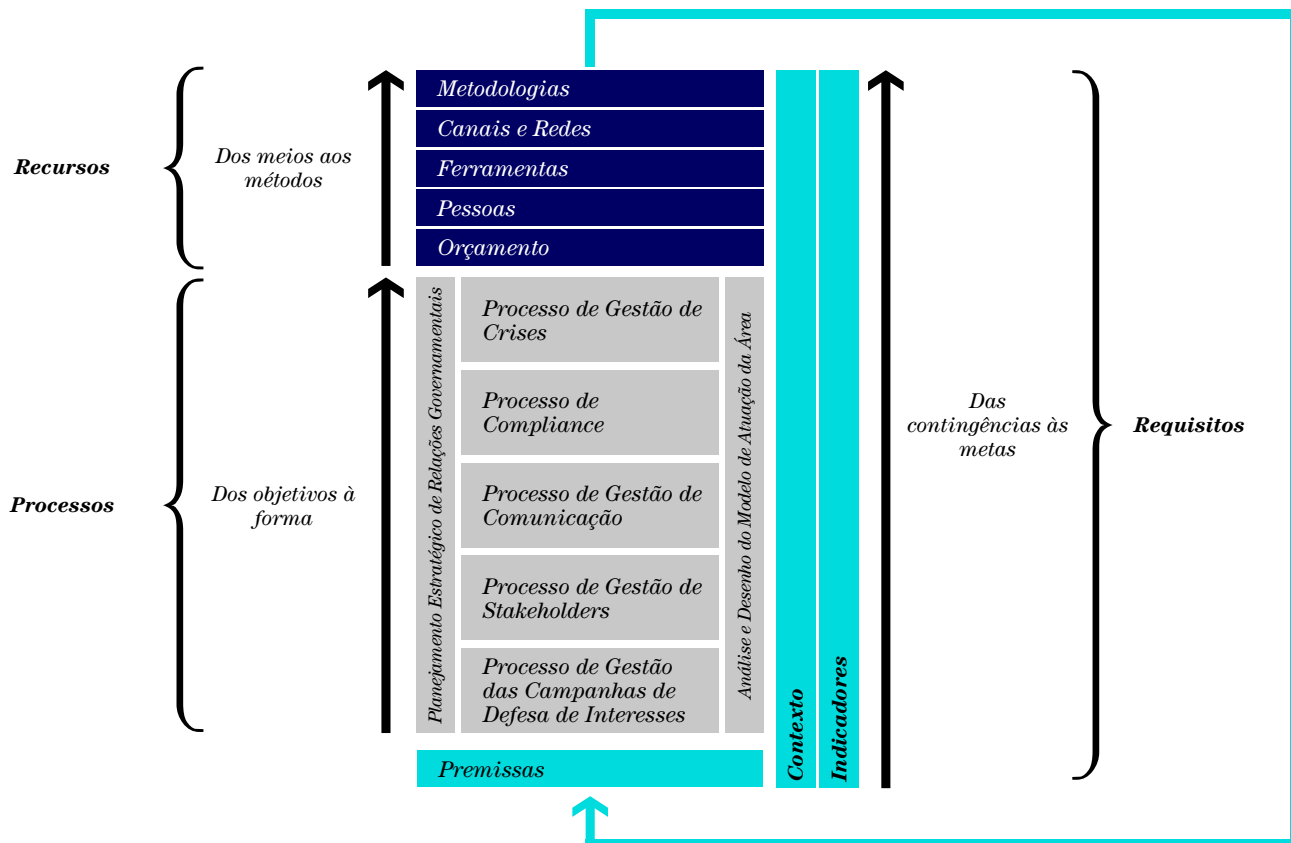 Recursos
Dos meios aos
métodos
Metodologias
Canais e Redes
Ferramentas
Pessoas
Orçamento
Processos
Dos objetivos à
forma
Planejamento Estratégico de Relações Governamentais
Processo de Gestão de
Crises
Processo de
Compliance
Processo de Gestão de
Comunicação
Processo de Gestão de
Stakeholders
Processo de Gestão
das Campanhas de
Defesa de Interesses
Análise e Desenho do Modelo de Atuação da Área
Premissas
Contexto
Indicadores
Das
contingências às
metas
Requisitos